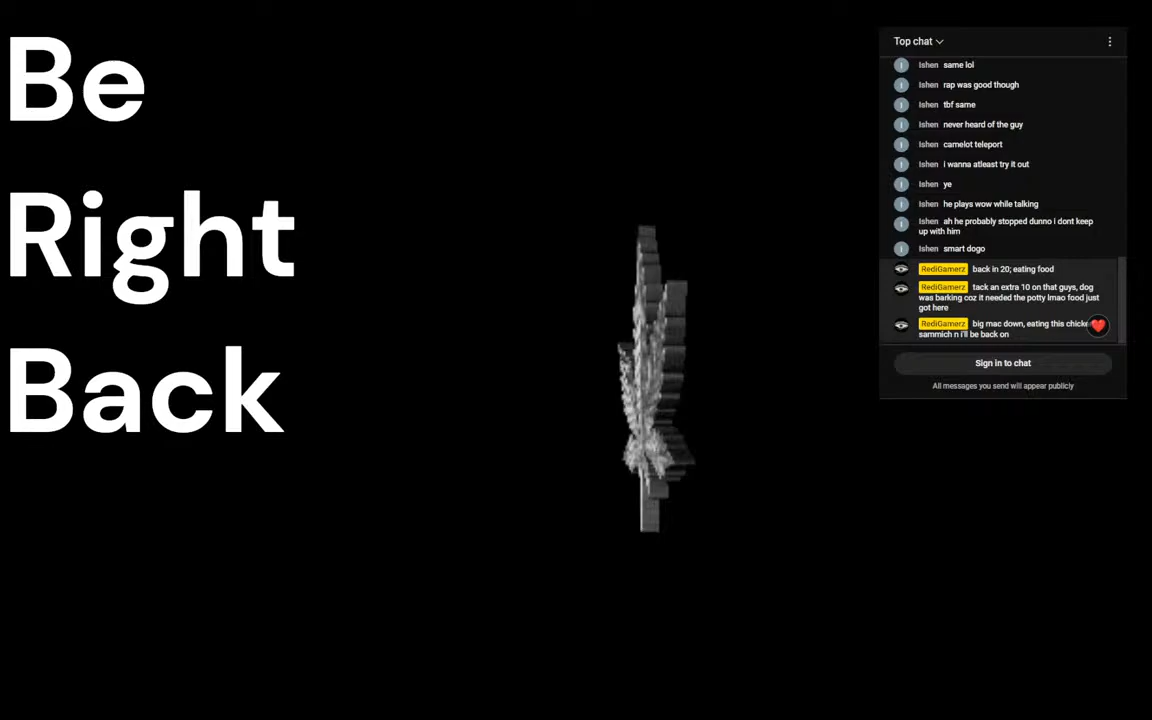 Be
Right
Back
Top chat
Ishen same lol
Ishen rap was good though
Ishen tbf same
Ishen never heard of the guy
Ishen camelot teleport
Ishen i wanna atleast try it out
Ishen ye
Ishen he plays wow while talking
Ishen ah he probably stopped dunno i dont keep
up with him
Ishen smart dogo
RediGamerz back in 20; eating food
RediGamerz tack an extra 10 on that guys, dog
was barking coz it needed the potty lmao food just
got here
RediGamerz big mac down, eating this
sammich n i'll be back on
Sign in to chat
All messages you send will appear publicly